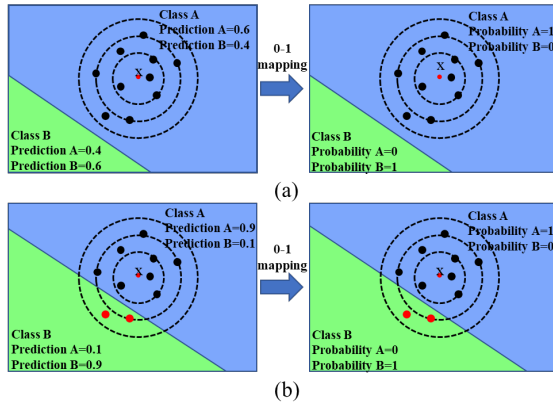 Class A
Prediction A=0.6
Prediction B=0.4
X
Class B
Prediction A=0.4
Prediction B=0.6
0-1
mapping
Class A
Probability A=1
Probability B=0
X
Class B
Probability A=0
Probability B=1
(a)
Class A
Prediction A=0.9
Prediction B=0.1
X
Class B
Prediction A=0.1
Prediction B=0.9
0-1
mapping
Class A
Probability A=1
Probability B=0
X
Class B
Probability A=0
Probability B=1
(b)